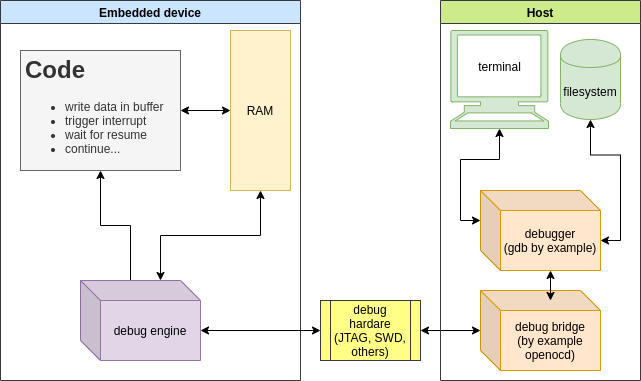 Embedded device
Host
Code
write data in buffer
trigger interrupt
wait for resume
continue...
RAM
terminal
filesystem
debugger
(gdb by example)
debug engine
debug
hardare
(JTAG, SWD,
others)
debug bridge
(by example
openocd)